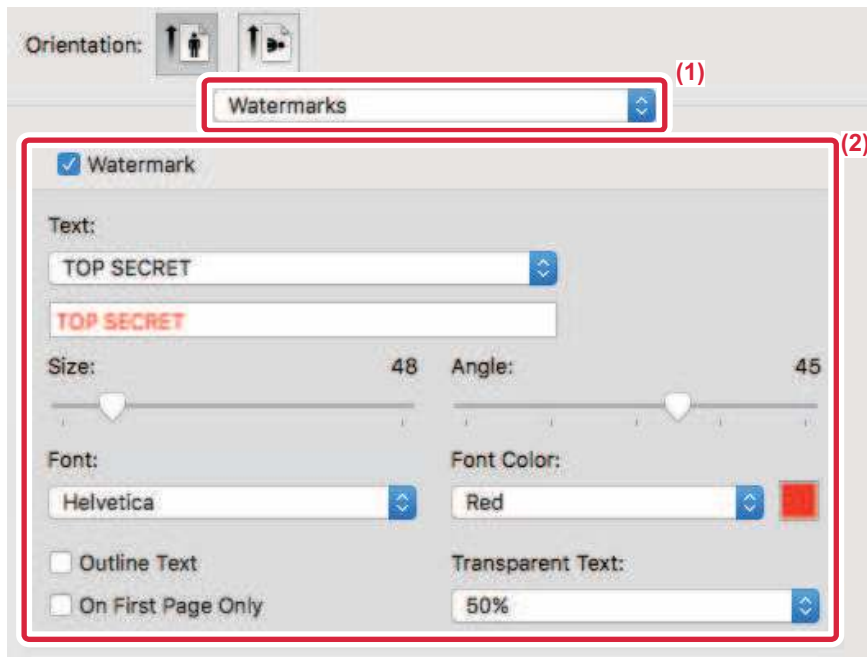 Orientation:
(1)
Watermarks
(2)
Watermark
Text:
TOP SECRET
TOP SECRET
Size: 48 Angle: 45
Font: Font Color:
Helvetica Red
Outline Text Transparent Text:
On First Page Only 50%